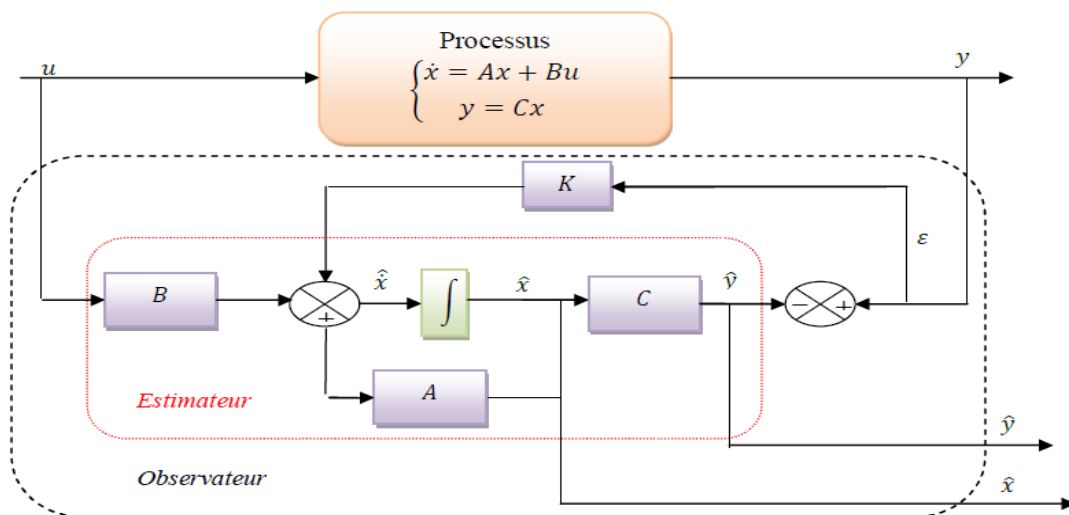 Processus
u
ẋ = Ax + Bu
y = Cx
y
K
ε
B
+
x̂̇
∫
x̂
C
v̂
−
+
A
Estimateur
ŷ
Observateur
x̂